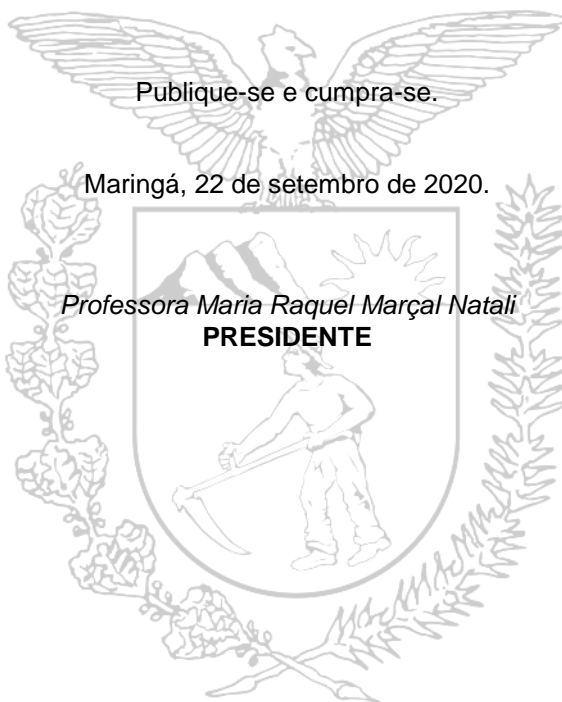 Publique-se e cumpra-se.
Maringá, 22 de setembro de 2020.
Professora Maria Raquel Marçal Natali
PRESIDENTE